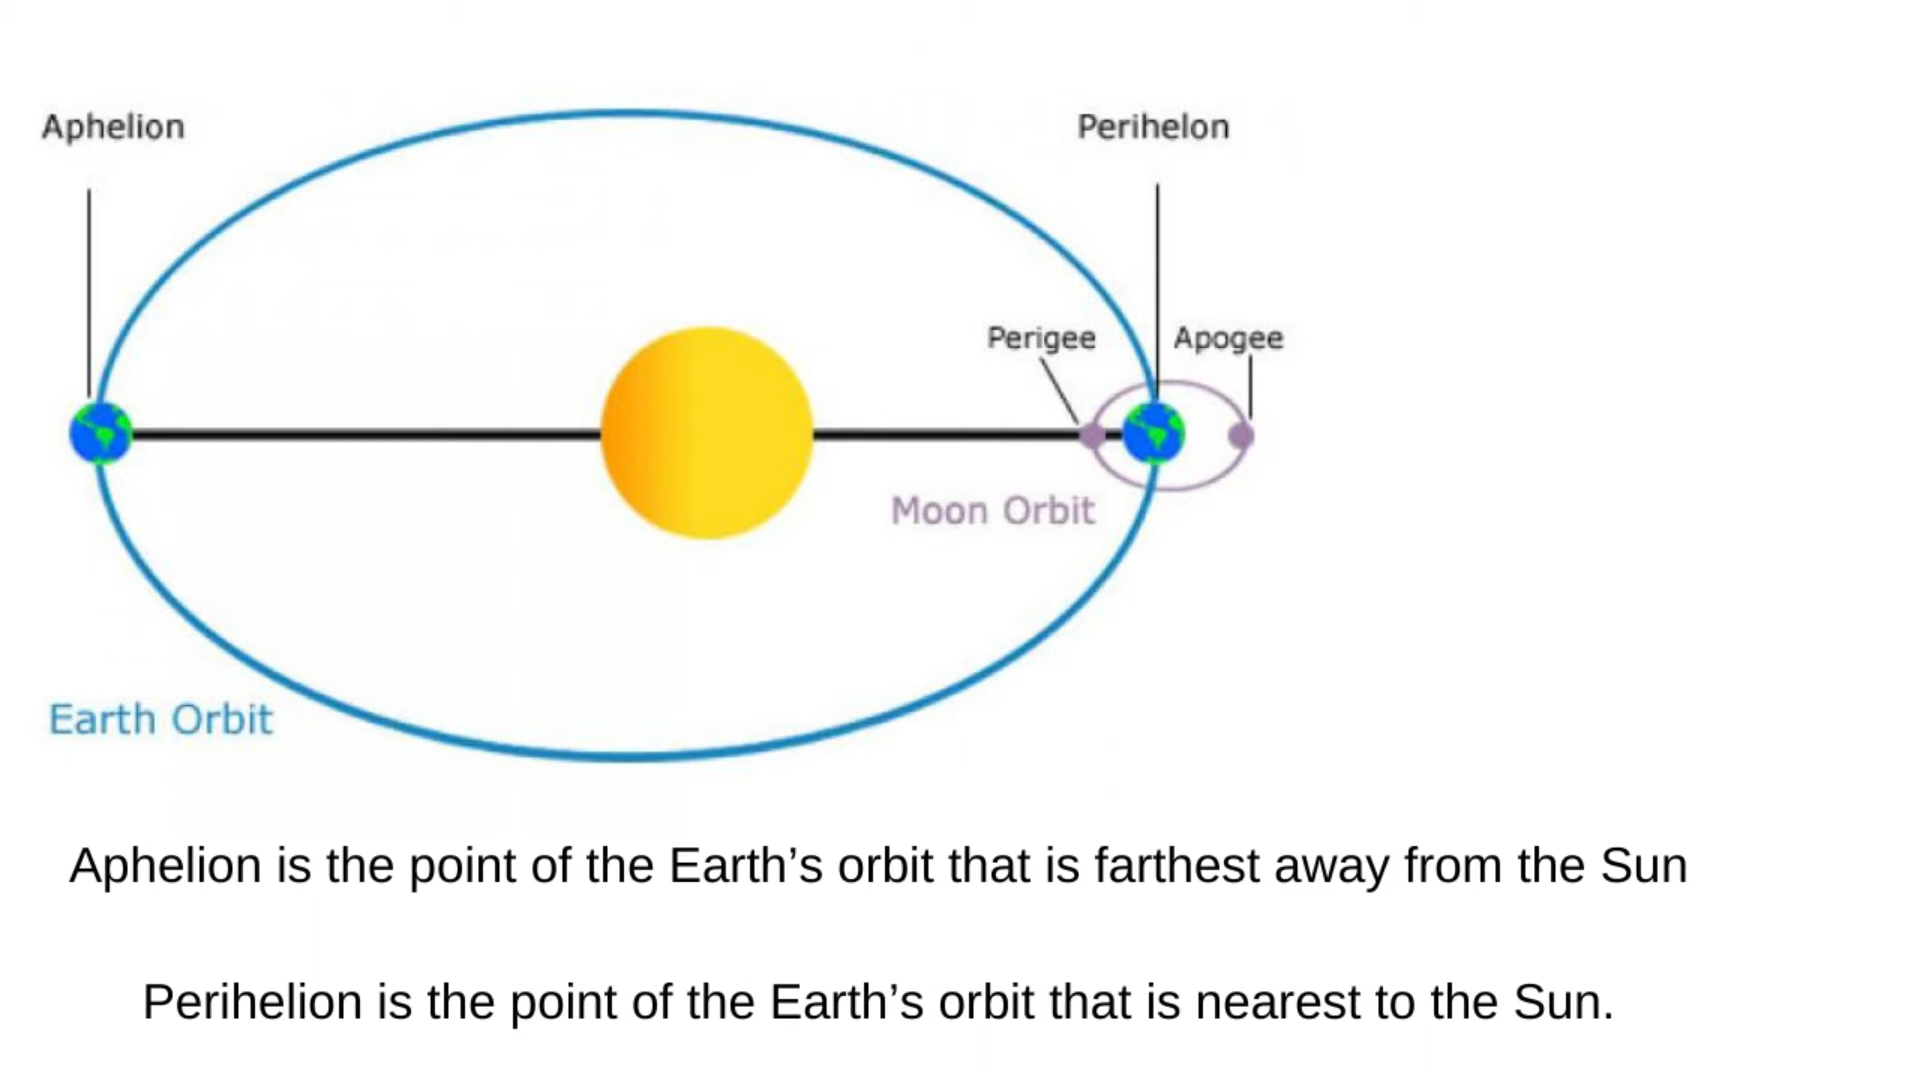 Aphelion
Perihelon
Perigee
Apogee
Moon Orbit
Earth Orbit
Aphelion is the point of the Earth’s orbit that is farthest away from the Sun
Perihelion is the point of the Earth’s orbit that is nearest to the Sun.